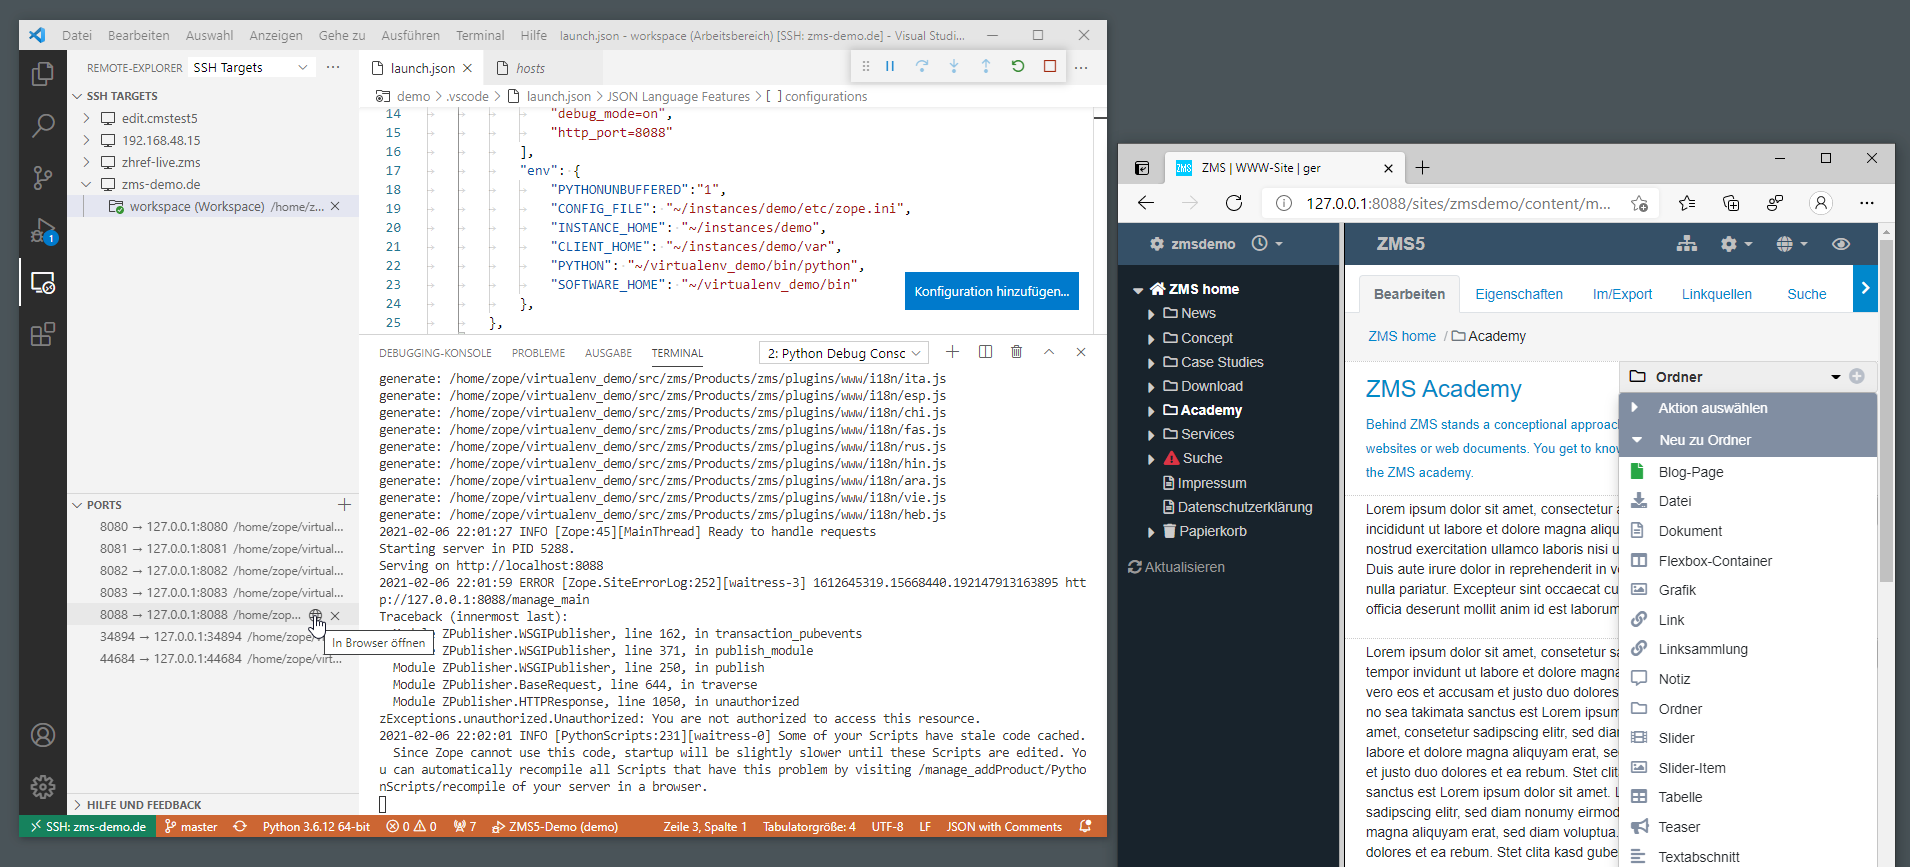 Datei Bearbeiten Auswahl Anzeigen Gehe zu Ausführen Terminal Hilfe launch.json - workspace (Arbeitsbereich) [SSH: zms-demo.de] - Visual Studi...
REMOTE-EXPLORER SSH Targets
SSH TARGETS
edit.cmstest5
192.168.48.15
zhref-live.zms
zms-demo.de
workspace (Workspace) /home/z...
1
PORTS
8080 → 127.0.0.1:8080 /home/zope/virtual...
8081 → 127.0.0.1:8081 /home/zope/virtual...
8082 → 127.0.0.1:8082 /home/zope/virtual...
8083 → 127.0.0.1:8083 /home/zope/virtual...
8088 → 127.0.0.1:8088 /home/zop...
34894 → 127.0.0.1:34894 /home/zope/v
44684 → 127.0.0.1:44684 /home/zope/virt...
In Browser öffnen
HILFE UND FEEDBACK
launch.json hosts
demo > .vscode > launch.json > JSON Language Features > [ ] configurations
14 "debug_mode=on",
15 "http_port=8088"
16 ],
17 "env": {
18 "PYTHONUNBUFFERED":"1",
19 "CONFIG_FILE": "~/instances/demo/etc/zope.ini",
20 "INSTANCE_HOME": "~/instances/demo",
21 "CLIENT_HOME": "~/instances/demo/var",
22 "PYTHON": "~/virtualenv_demo/bin/python",
23 "SOFTWARE_HOME": "~/virtualenv_demo/bin"
24 },
25 },
Konfiguration hinzufügen...
DEBUGGING-KONSOLE PROBLEME AUSGABE TERMINAL 2: Python Debug Consc
generate: /home/zope/virtualenv_demo/src/zms/Products/zms/plugins/www/i18n/ita.js
generate: /home/zope/virtualenv_demo/src/zms/Products/zms/plugins/www/i18n/esp.js
generate: /home/zope/virtualenv_demo/src/zms/Products/zms/plugins/www/i18n/chi.js
generate: /home/zope/virtualenv_demo/src/zms/Products/zms/plugins/www/i18n/fas.js
generate: /home/zope/virtualenv_demo/src/zms/Products/zms/plugins/www/i18n/rus.js
generate: /home/zope/virtualenv_demo/src/zms/Products/zms/plugins/www/i18n/hin.js
generate: /home/zope/virtualenv_demo/src/zms/Products/zms/plugins/www/i18n/ara.js
generate: /home/zope/virtualenv_demo/src/zms/Products/zms/plugins/www/i18n/vie.js
generate: /home/zope/virtualenv_demo/src/zms/Products/zms/plugins/www/i18n/heb.js
2021-02-06 22:01:27 INFO [Zope:45][MainThread] Ready to handle requests
Starting server in PID 5288.
Serving on http://localhost:8088
2021-02-06 22:01:59 ERROR [Zope.SiteErrorLog:252][waitress-3] 1612645319.15668440.192147913163895 htt
p://127.0.0.1:8088/manage_main
Traceback (innermost last):
Module ZPublisher.WSGIPublisher, line 162, in transaction_pubevents
ZPublisher.WSGIPublisher, line 371, in publish_module
Module ZPublisher.WSGIPublisher, line 250, in publish
Module ZPublisher.BaseRequest, line 644, in traverse
Module ZPublisher.HTTPResponse, line 1050, in unauthorized
zExceptions.unauthorized.Unauthorized: You are not authorized to access this resource.
2021-02-06 22:02:01 INFO [PythonScripts:231][waitress-0] Some of your Scripts have stale code cached.
Since Zope cannot use this code, startup will be slightly slower until these Scripts are edited. Yo
u can automatically recompile all Scripts that have this problem by visiting /manage_addProduct/Pytho
nScripts/recompile of your server in a browser.
SSH: zms-demo.de master Python 3.6.12 64-bit 0 0 7 ZMS5-Demo (demo) Zeile 3, Spalte 1 Tabulatorgröße: 4 UTF-8 LF JSON with Comments
ZMS ZMS | WWW-Site | ger
127.0.0.1:8088/sites/zmsdemo/content/m...
zmsdemo
ZMS home
News
Concept
Case Studies
Download
Academy
Services
Suche
Impressum
Datenschutzerklärung
Papierkorb
Aktualisieren
ZMS5
Bearbeiten Eigenschaften Im/Export Linkquellen Suche
ZMS home / Academy
ZMS Academy
Behind ZMS stands a conceptional approac
websites or web documents. You get to knov
the ZMS academy.
Lorem ipsum dolor sit amet, consectetur a
incididunt ut labore et dolore magna aliqu
nostrud exercitation ullamco laboris nisi u
Duis aute irure dolor in reprehenderit in v
nulla pariatur. Excepteur sint occaecat cu
officia deserunt mollit anim id est laborum
Lorem ipsum dolor sit amet, consetetur sa
tempor invidunt ut labore et dolore magna
vero eos et accusam et justo duo dolores
no sea takimata sanctus est Lorem ipsum
amet, consetetur sadipscing elitr, sed dia
labore et dolore magna aliquyam erat, se
et justo duo dolores et ea rebum. Stet clit
sanctus est Lorem ipsum dolor sit amet. L
sadipscing elitr, sed diam nonumy eirmod
magna aliquyam erat, sed diam voluptua.
dolores et ea rebum. Stet clita kasd gube
Ordner
Aktion auswählen
Neu zu Ordner
Blog-Page
Datei
Dokument
Flexbox-Container
Grafik
Link
Linksammlung
Notiz
Ordner
Slider
Slider-Item
Tabelle
Teaser
Textabschnitt